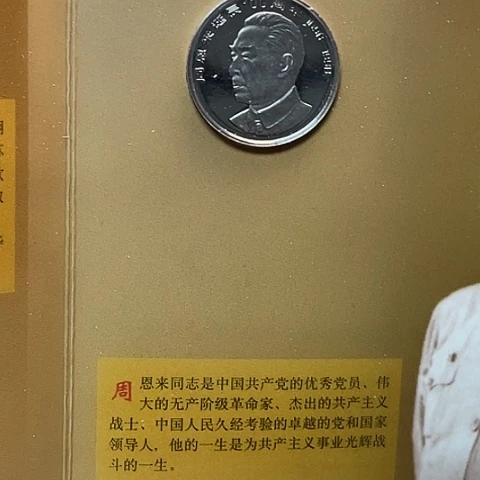 周恩来同志是中国共产党的优秀党员、伟
大的无产阶级革命家、杰出的共产主义
战士、中国人民久经考验的卓越的党和国家
领导人，他的一生是为共产主义事业光辉战
斗的一生。